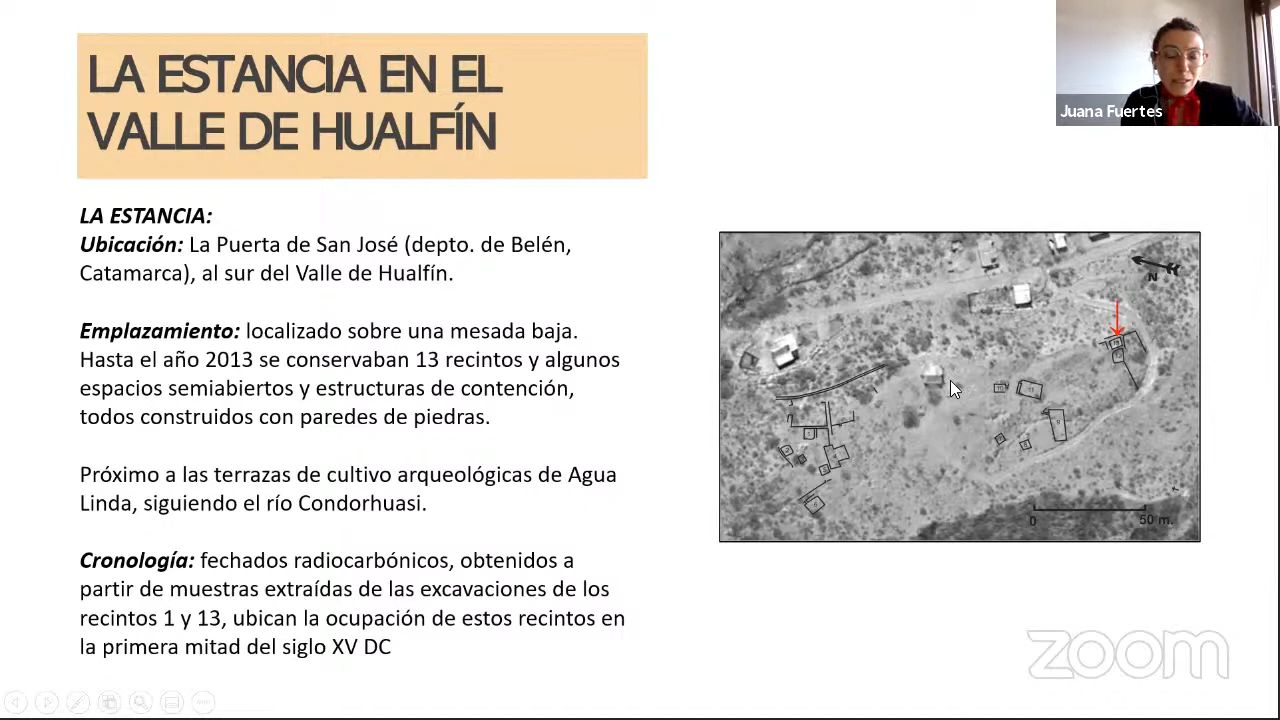 LA ESTANCIA EN EL
VALLE DE HUALFÍN
Juana Fuertes
LA ESTANCIA:
Ubicación: La Puerta de San José (depto. de Belén,
Catamarca), al sur del Valle de Hualfín.
Emplazamiento: localizado sobre una mesada baja.
Hasta el año 2013 se conservaban 13 recintos y algunos
espacios semiabiertos y estructuras de contención,
todos construidos con paredes de piedras.
Próximo a las terrazas de cultivo arqueológicas de Agua
Linda, siguiendo el río Condorhuasi.
Cronología: fechados radiocarbónicos, obtenidos a
partir de muestras extraídas de las excavaciones de los
recintos 1 y 13, ubican la ocupación de estos recintos en
la primera mitad del siglo XV DC
N
0 50 m.
zoom